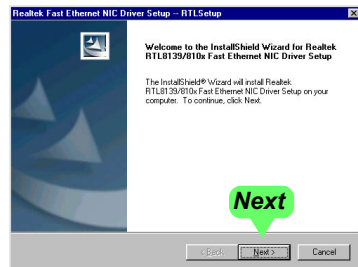 Realtek Fast Ethernet NIC Driver Setup -- RTLSetup
Welcome to the InstallShield Wizard for Realtek
RTL8139/810x Fast Ethernet NIC Driver Setup
The InstallShield® Wizard will install Realtek
RTL8139/810x Fast Ethernet NIC Driver Setup on your
computer. To continue, click Next.
Next
< Back Next > Cancel